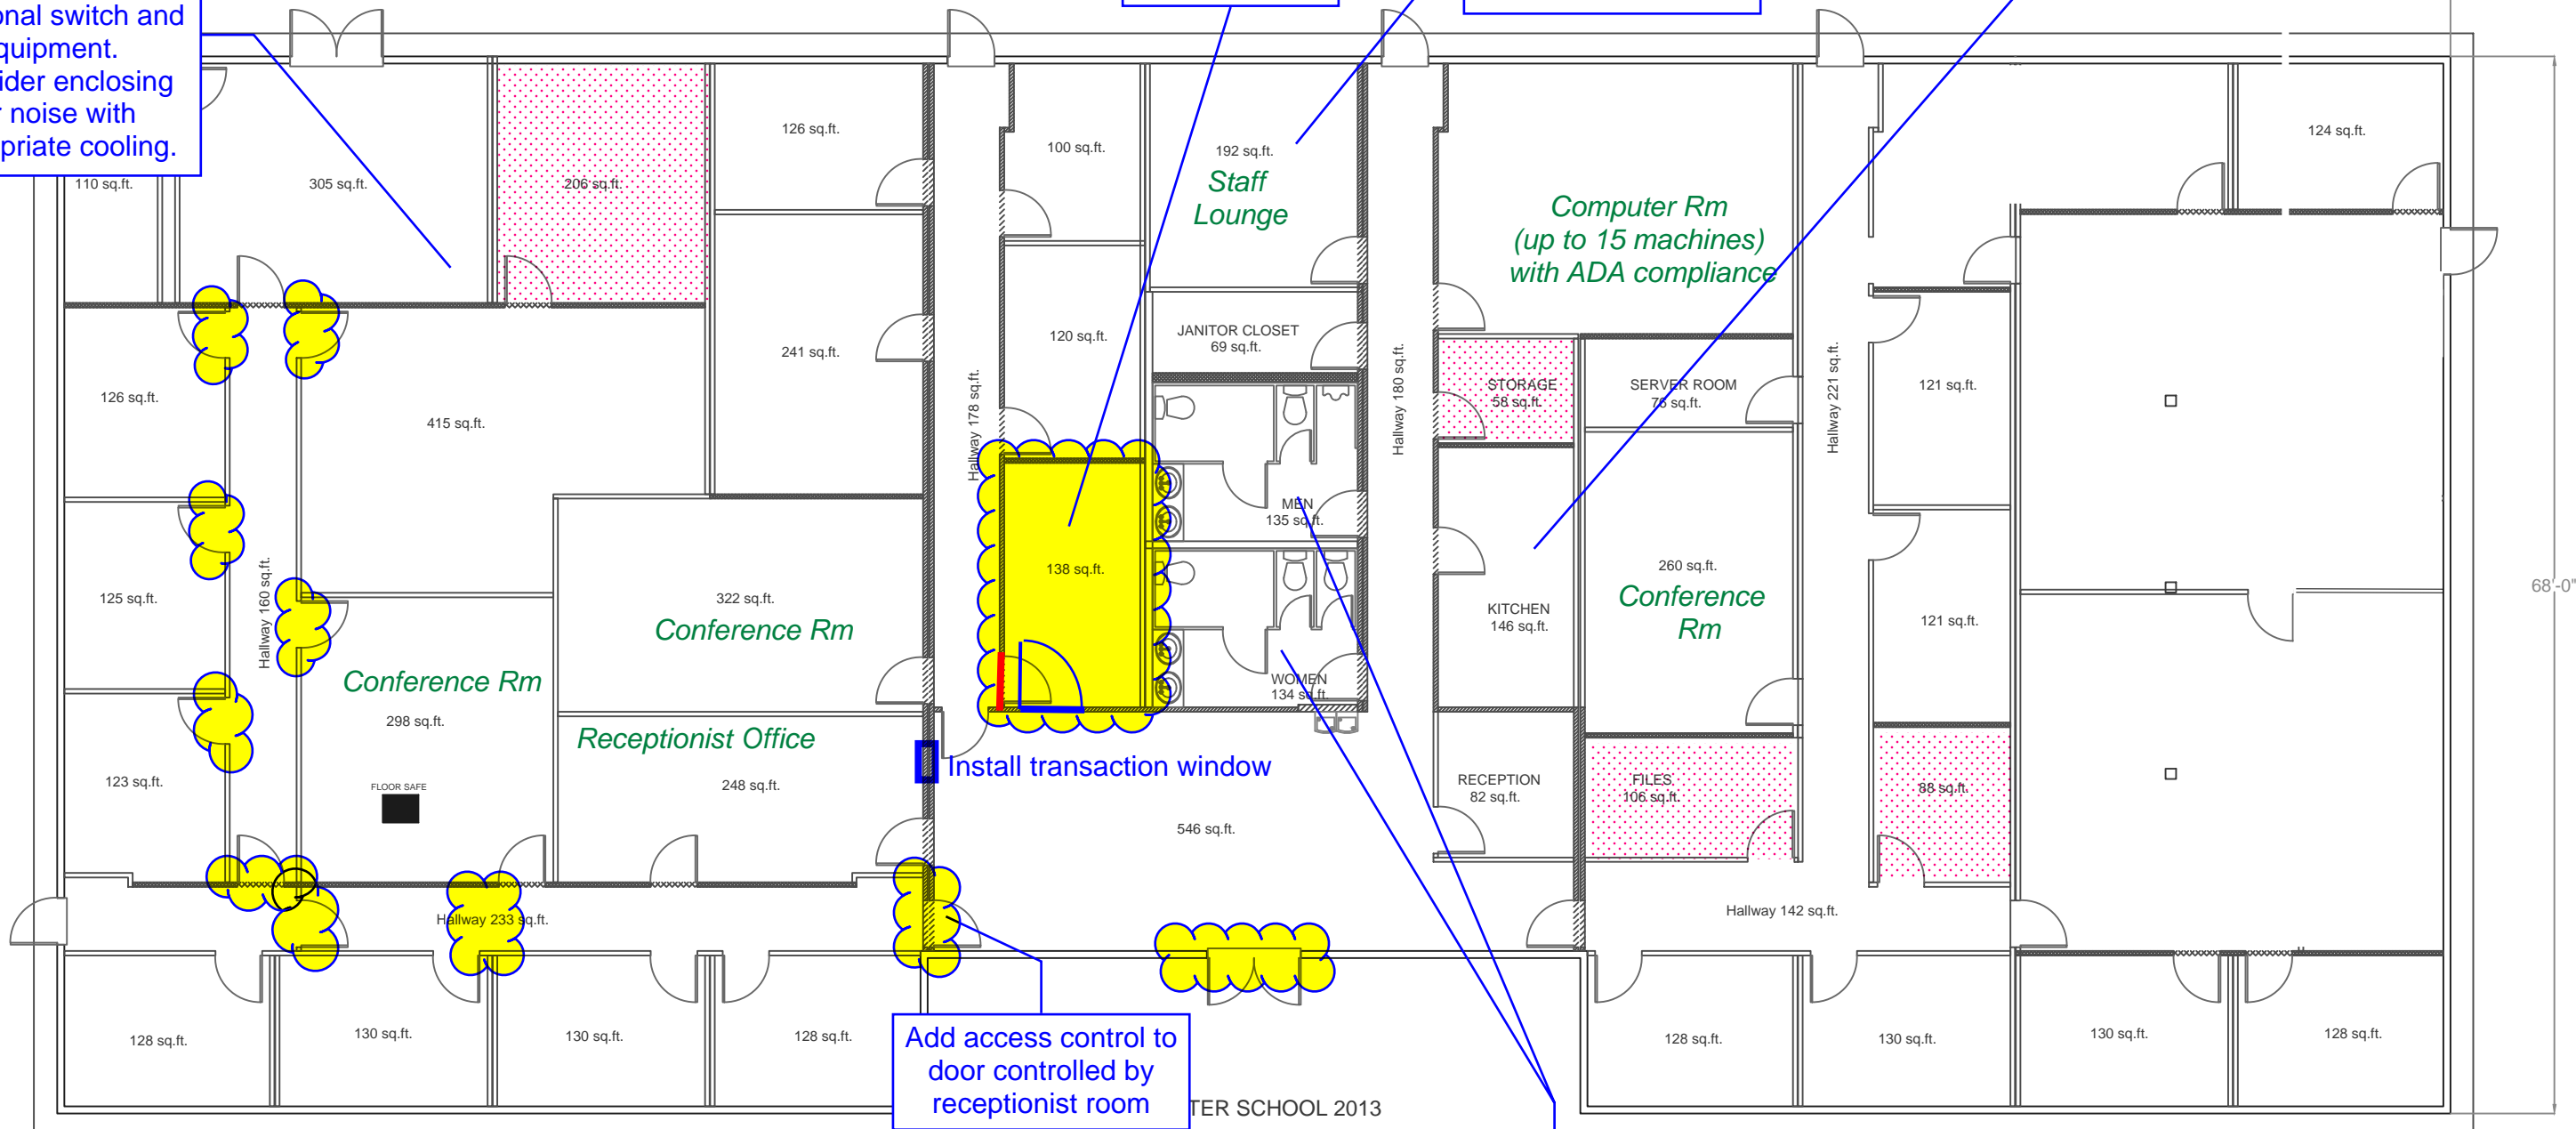 onal switch and
quipment.
ider enclosing
r noise with
priate cooling.
110 sq.ft.
305 sq.ft.
206 sq.ft.
126 sq.ft.
100 sq.ft.
192 sq.ft.
Staff
Lounge
Computer Rm
(up to 15 machines)
with ADA compliance
124 sq.ft.
126 sq.ft.
415 sq.ft.
241 sq.ft.
Hallway 178 sq.ft.
120 sq.ft.
JANITOR CLOSET
69 sq.ft.
Hallway 180 sq.ft.
STORAGE
58 sq.ft.
SERVER ROOM
76 sq.ft.
Hallway 221 sq.ft.
121 sq.ft.
MEN
135 sq.ft.
125 sq.ft.
Hallway 160 sq.ft.
322 sq.ft.
Conference Rm
138 sq.ft.
KITCHEN
146 sq.ft.
260 sq.ft.
Conference
Rm
121 sq.ft.
68'-0"
Conference Rm
298 sq.ft.
WOMEN
134 sq.ft.
123 sq.ft.
FLOOR SAFE
Receptionist Office
248 sq.ft.
Install transaction window
546 sq.ft.
RECEPTION
82 sq.ft.
FILES
106 sq.ft.
88 sq.ft.
Hallway 233 sq.ft.
Hallway 142 sq.ft.
128 sq.ft.
130 sq.ft.
130 sq.ft.
128 sq.ft.
Add access control to
door controlled by
receptionist room
TER SCHOOL 2013
128 sq.ft.
130 sq.ft.
130 sq.ft.
128 sq.ft.